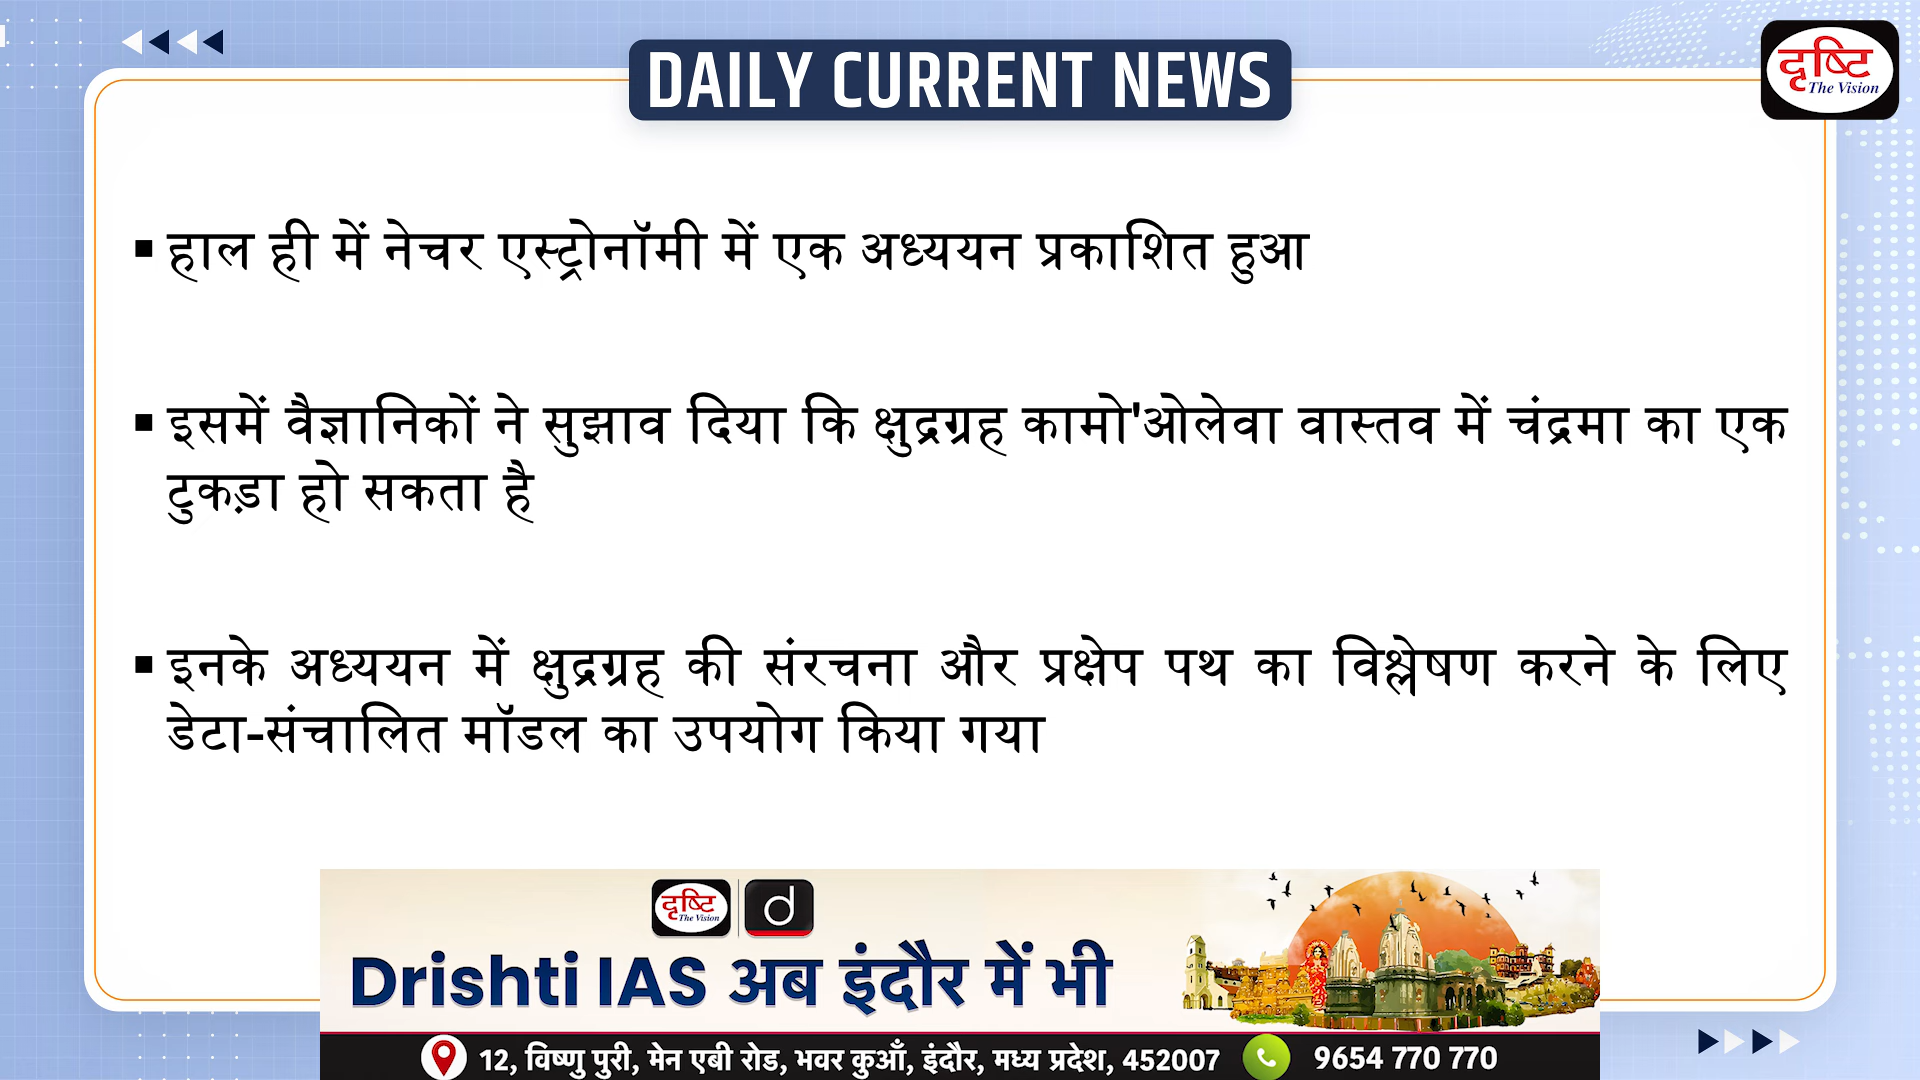 DAILY CURRENT NEWS
दृष्टि
The Vision
▪ हाल ही में नेचर एस्ट्रोनॉमी में एक अध्ययन प्रकाशित हुआ
▪ इसमें वैज्ञानिकों ने सुझाव दिया कि क्षुद्रग्रह कामो'ओलेवा वास्तव में चंद्रमा का एक
टुकड़ा हो सकता है
▪ इनके अध्ययन में क्षुद्रग्रह की संरचना और प्रक्षेप पथ का विश्लेषण करने के लिए
डेटा-संचालित मॉडल का उपयोग किया गया
दृष्टि
The Vision
d
Drishti IAS अब इंदौर में भी
12, विष्णु पुरी, मेन एबी रोड, भवर कुआँ, इंदौर, मध्य प्रदेश, 452007 9654 770 770